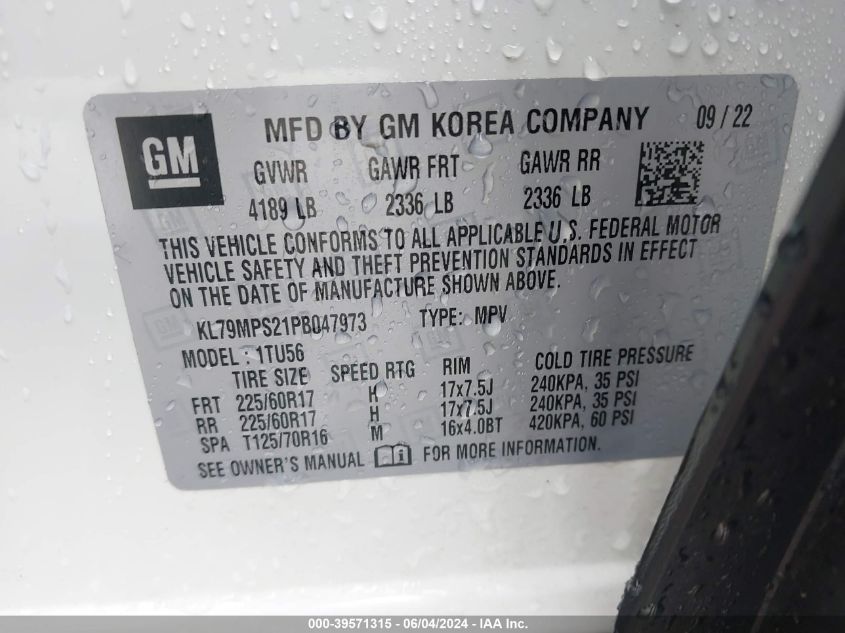 GM
MFD BY GM KOREA COMPANY 09 / 22
GVWR GAWR FRT GAWR RR
4189 LB 2336 LB 2336 LB
THIS VEHICLE CONFORMS TO ALL APPLICABLE U.S. FEDERAL MOTOR
VEHICLE SAFETY AND THEFT PREVENTION STANDARDS IN EFFECT
ON THE DATE OF MANUFACTURE SHOWN ABOVE.
KL79MPS21PB047973 TYPE: MPV
MODEL : 1TU56
TIRE SIZE SPEED RTG RIM COLD TIRE PRESSURE
FRT 225/60R17 H 17x7.5J 240KPA, 35 PSI
RR 225/60R17 H 17x7.5J 240KPA, 35 PSI
SPA T125/70R16 M 16x4.0BT 420KPA, 60 PSI
SEE OWNER'S MANUAL i FOR MORE INFORMATION.
000-39571315 - 06/04/2024 - IAA Inc.